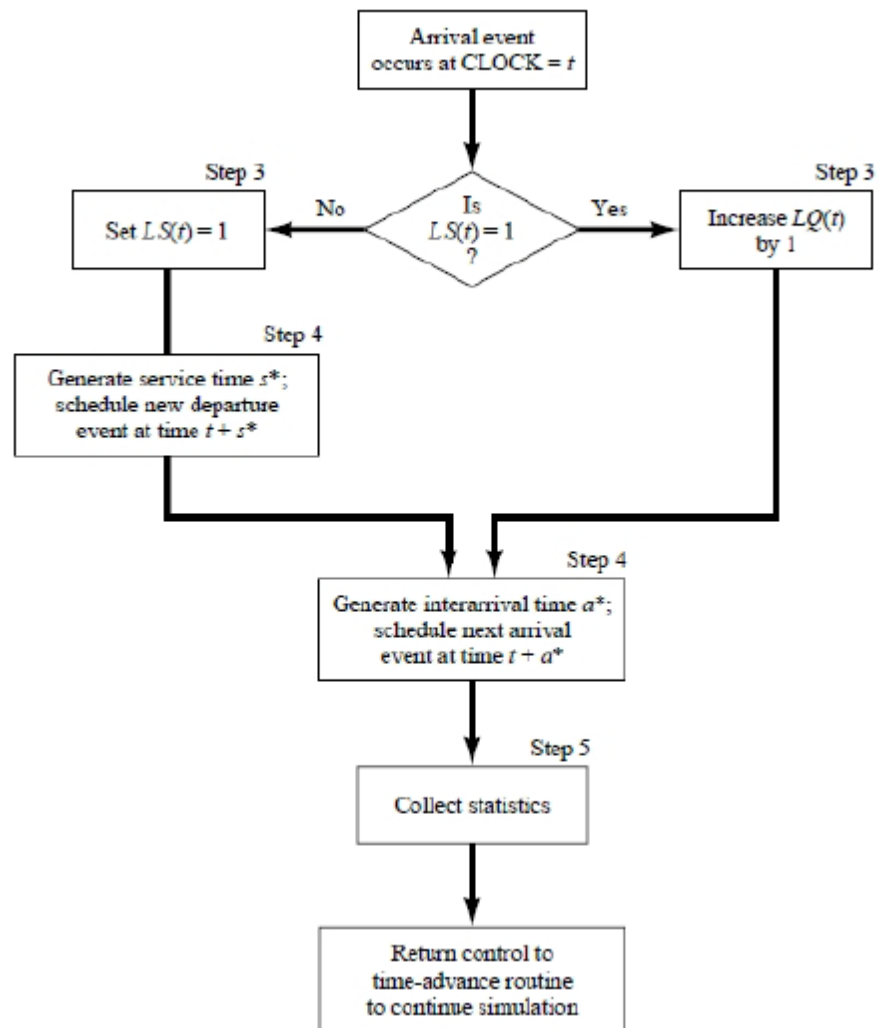 Arrival event
occurs at CLOCK = t
Step 3
Set LS(t) = 1
No
Is
LS(t) = 1
?
Yes
Step 3
Increase LQ(t)
by 1
Step 4
Generate service time s*;
schedule new departure
event at time t + s*
Step 4
Generate interarrival time a*;
schedule next arrival
event at time t + a*
Step 5
Collect statistics
Return control to
time-advance routine
to continue simulation